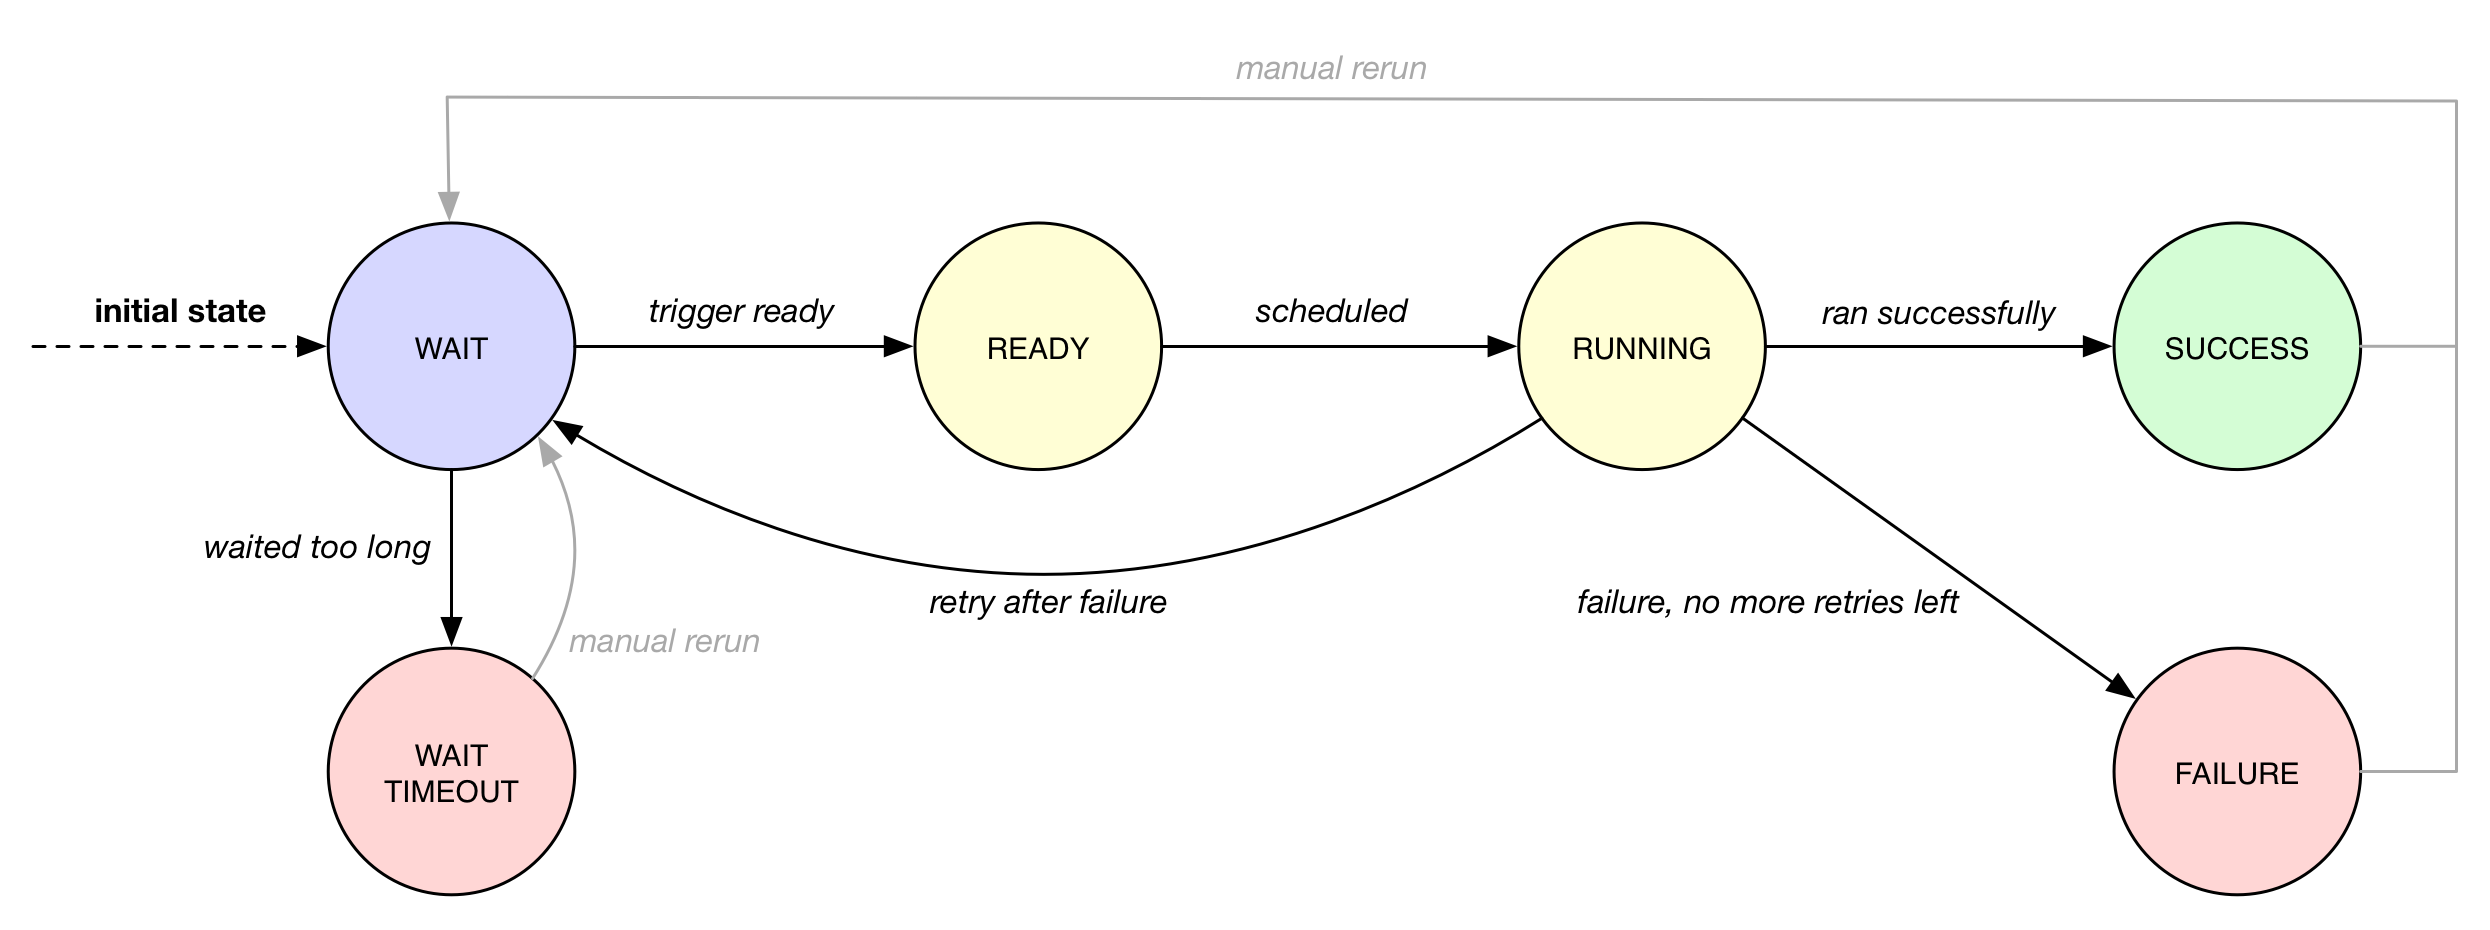 manual rerun
initial state
WAIT
trigger ready
READY
scheduled
RUNNING
ran successfully
SUCCESS
waited too long
retry after failure
failure, no more retries left
manual rerun
WAIT
TIMEOUT
FAILURE